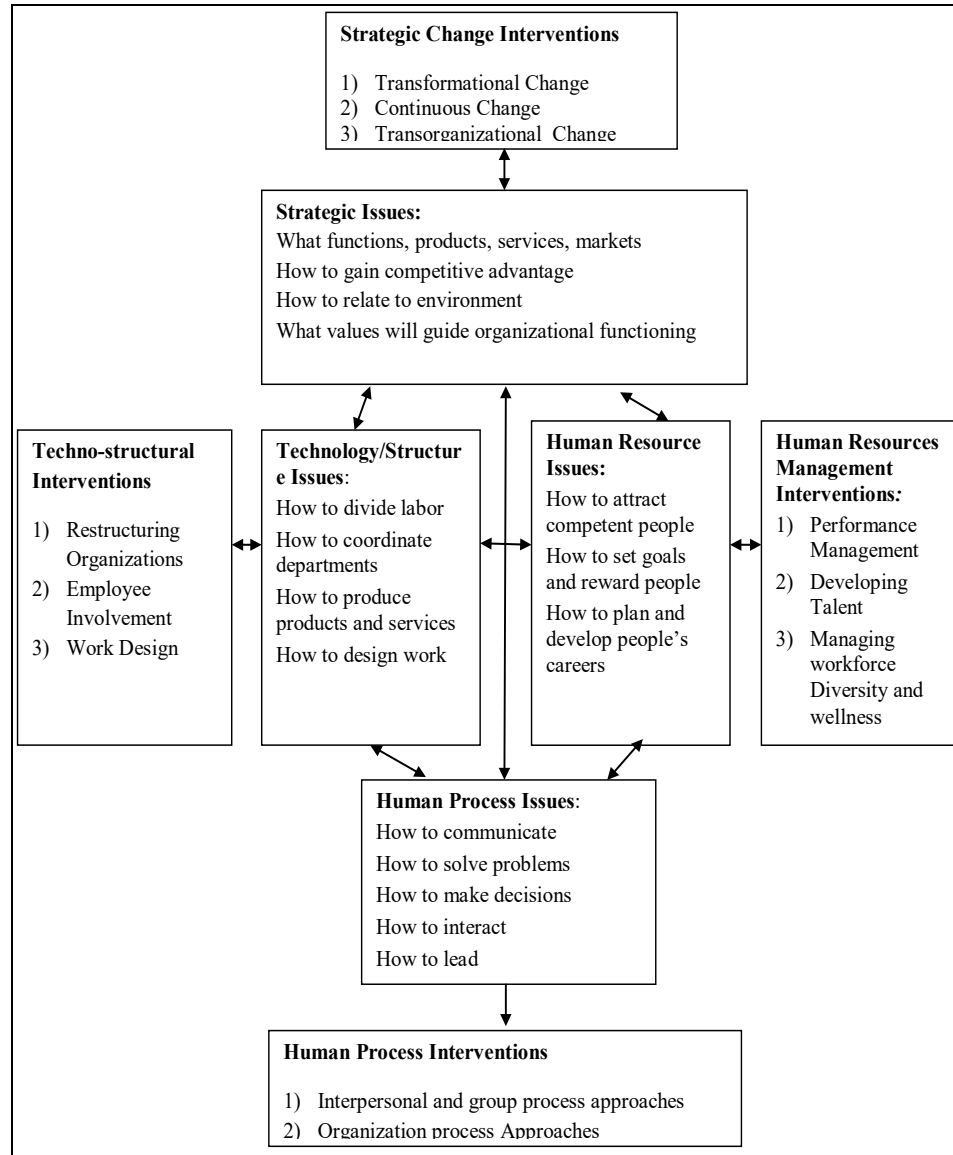 Strategic Change Interventions
1) Transformational Change
2) Continuous Change
3) Transorganizational Change
Strategic Issues:
What functions, products, services, markets
How to gain competitive advantage
How to relate to environment
What values will guide organizational functioning
Techno-structural
Interventions
1) Restructuring
Organizations
2) Employee
Involvement
3) Work Design
Technology/Structur
e Issues:
How to divide labor
How to coordinate
departments
How to produce
products and services
How to design work
Human Resource
Issues:
How to attract
competent people
How to set goals
and reward people
How to plan and
develop people’s
careers
Human Resources
Management
Interventions:
1) Performance
Management
2) Developing
Talent
3) Managing
workforce
Diversity and
wellness
Human Process Issues:
How to communicate
How to solve problems
How to make decisions
How to interact
How to lead
Human Process Interventions
1) Interpersonal and group process approaches
2) Organization process Approaches